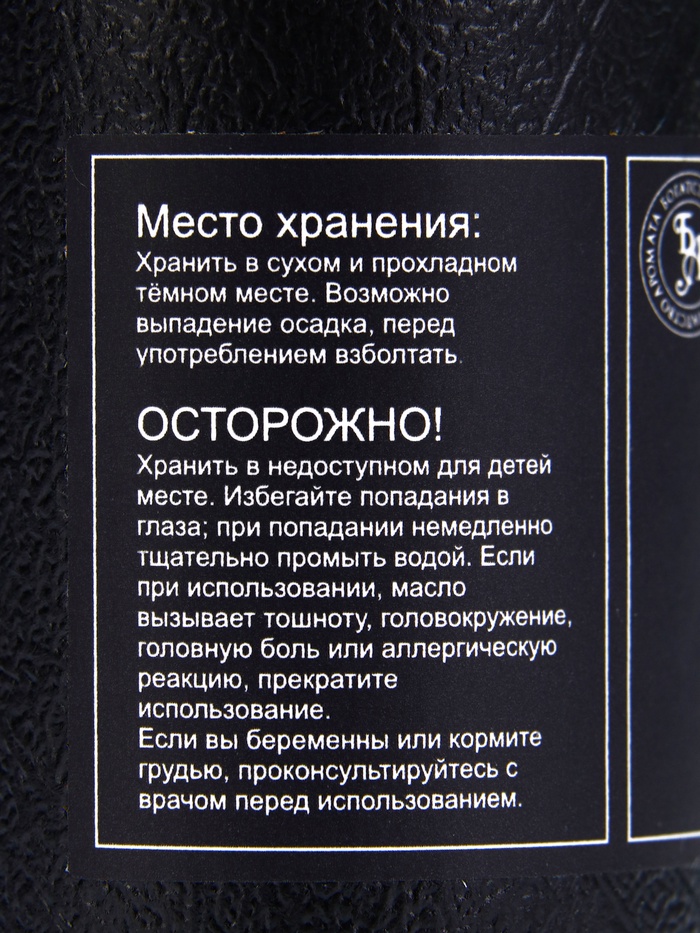 Место хранения:
Хранить в сухом и прохладном
тёмном месте. Возможно
выпадение осадка, перед
употреблением взболтать.
ОСТОРОЖНО!
Хранить в недоступном для детей
месте. Избегайте попадания в
глаза; при попадании немедленно
тщательно промыть водой. Если
при использовании, масло
вызывает тошноту, головокружение,
головную боль или аллергическую
реакцию, прекратите
использование.
Если вы беременны или кормите
грудью, проконсультируйтесь с
врачом перед использованием.
АРОМАТА